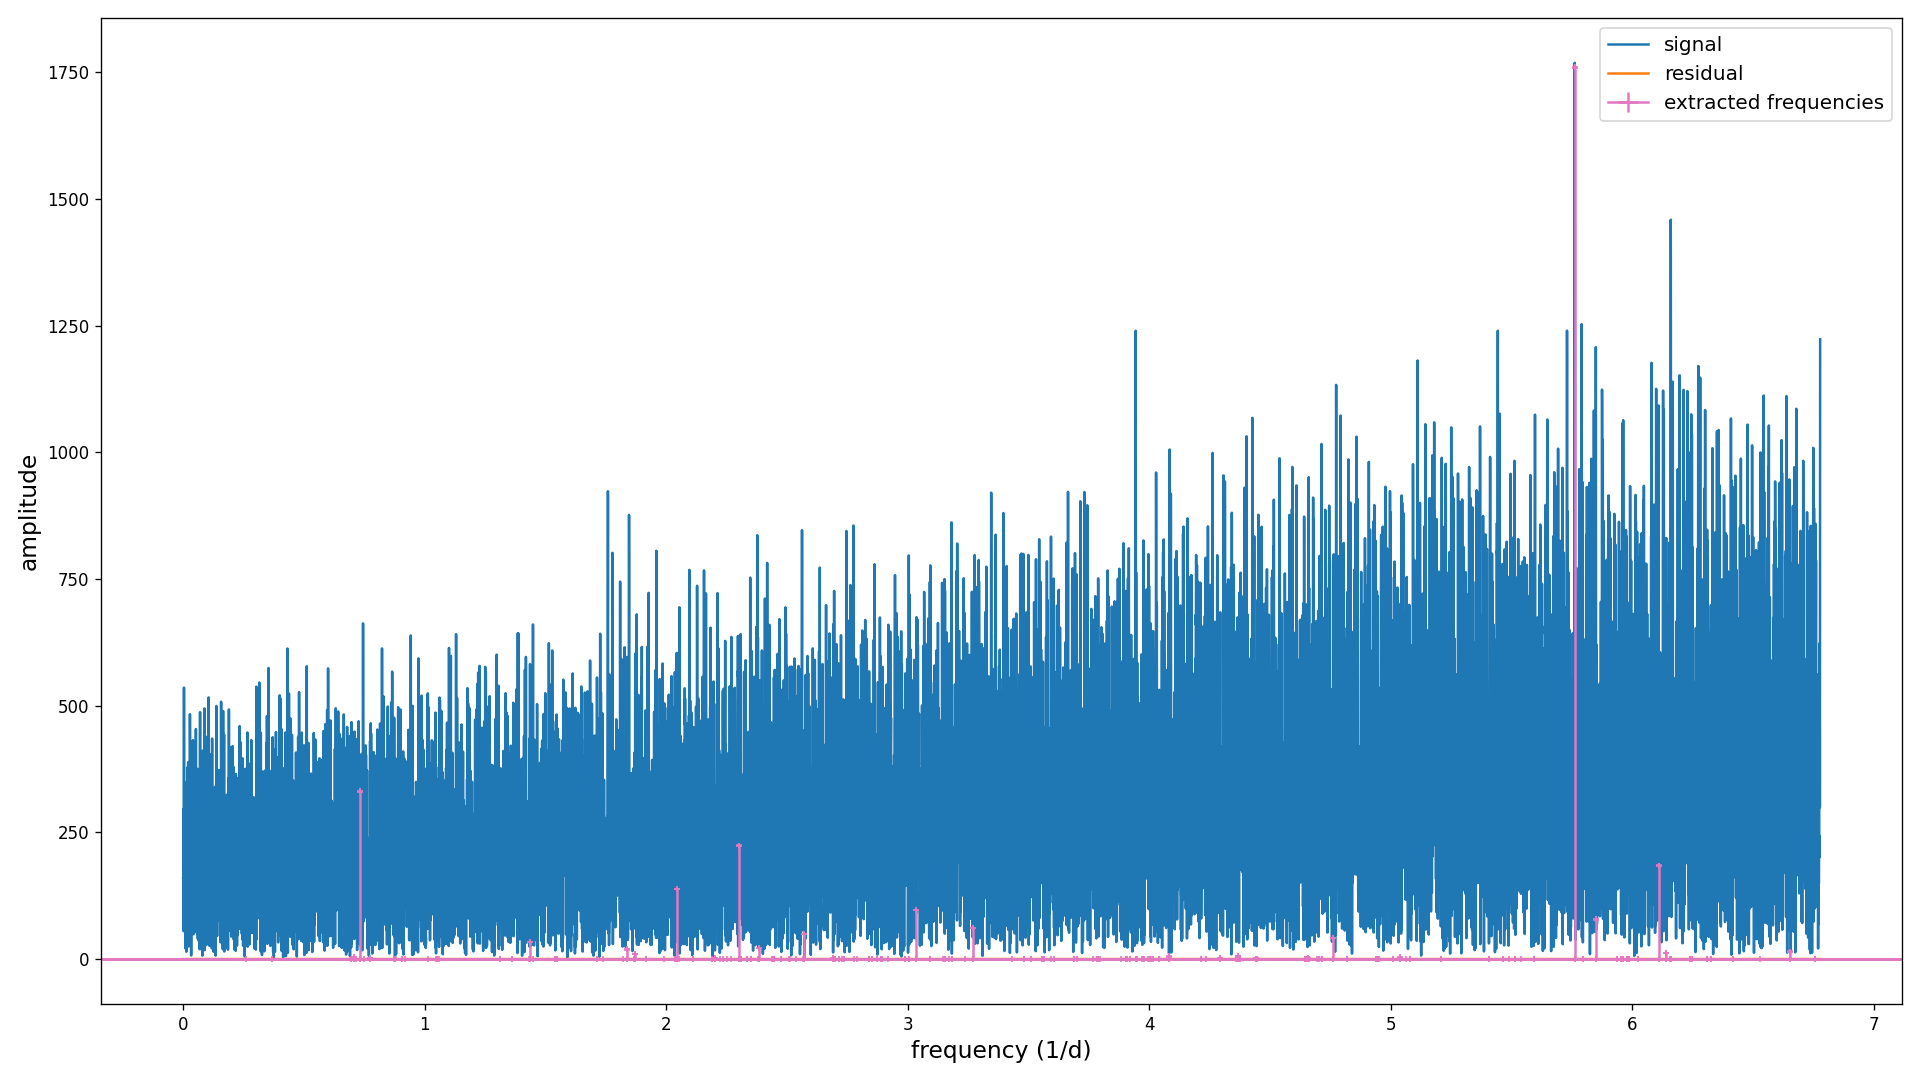 signal
residual
extracted frequencies
1750
1500
1250
1000
750
500
250
0
amplitude
0 1 2 3 4 5 6 7
frequency (1/d)